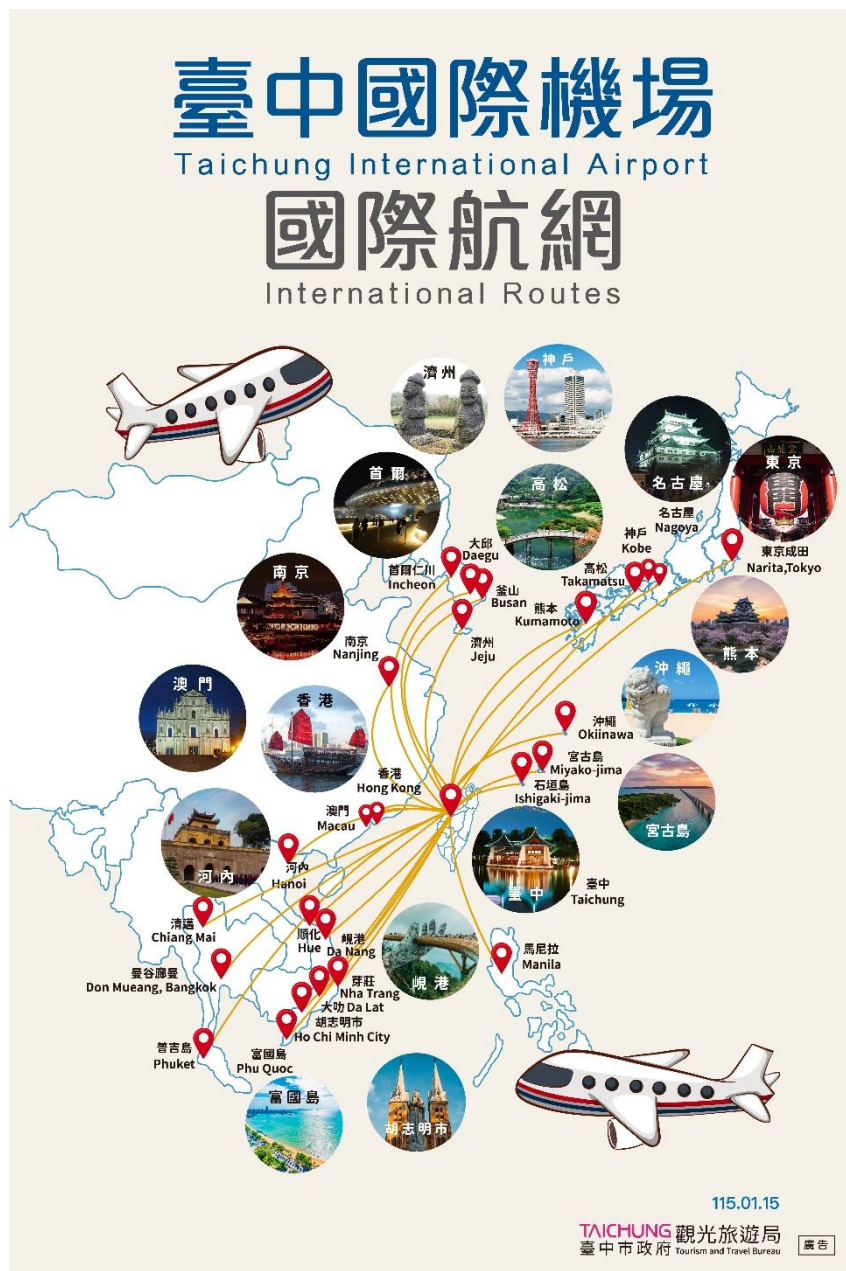 臺中國際機場
Taichung International Airport
國際航網
International Routes
濟州
神戶
名古屋
東京
首爾
高松
名古屋
Nagoya
神戶
Kobe
大邱
Daegu
東京成田
Narita,Tokyo
首爾仁川
Incheon
高松
Takamatsu
南京
釜山
Busan
熊本
Kumamoto
熊本
南京
Nanjing
濟州
Jeju
澳門
香港
沖繩
沖繩
Okiinawa
宮古島
Miyako-jima
石垣島
Ishigaki-jima
香港
Hong Kong
澳門
Macau
宮古島
河內
河內
Hanoi
臺中
臺中
Taichung
清邁
Chiang Mai
順化
Hue
峴港
Da Nang
峴港
馬尼拉
Manila
曼谷廊曼
Don Mueang, Bangkok
芽莊
Nha Trang
大叻 Da Lat
胡志明市
Ho Chi Minh City
普吉島
Phuket
富國島
Phu Quoc
富國島
胡志明市
115.01.15
TAICHUNG 觀光旅遊局
臺中市政府 Tourism and Travel Bureau
廣告